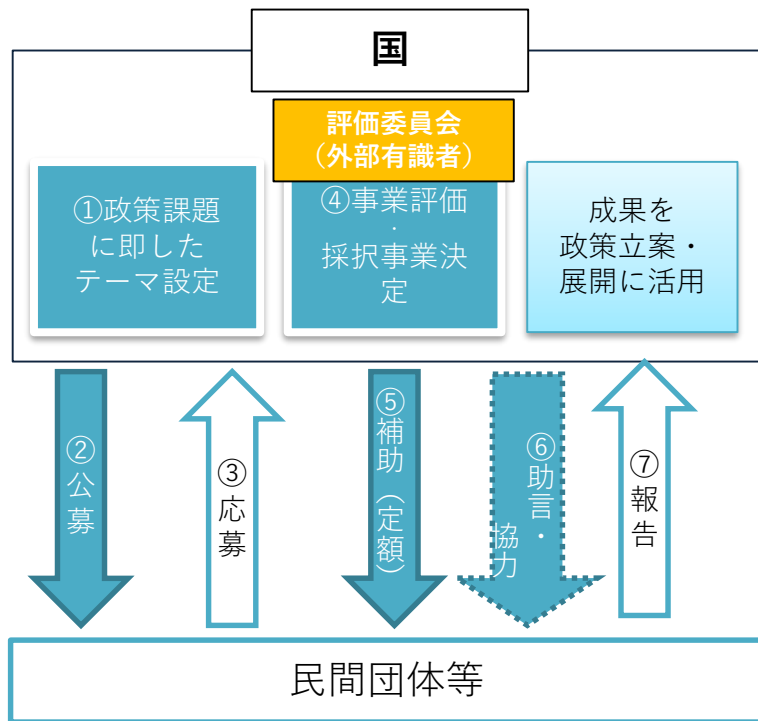 国
評価委員会
（外部有識者）
①政策課題
に即した
テーマ設定
④事業評価
・
採択事業決
定
成果を
政策立案・
展開に活用
②公募
③応募
⑤補助（定額）
⑥助言・
協力
⑦報告
民間団体等